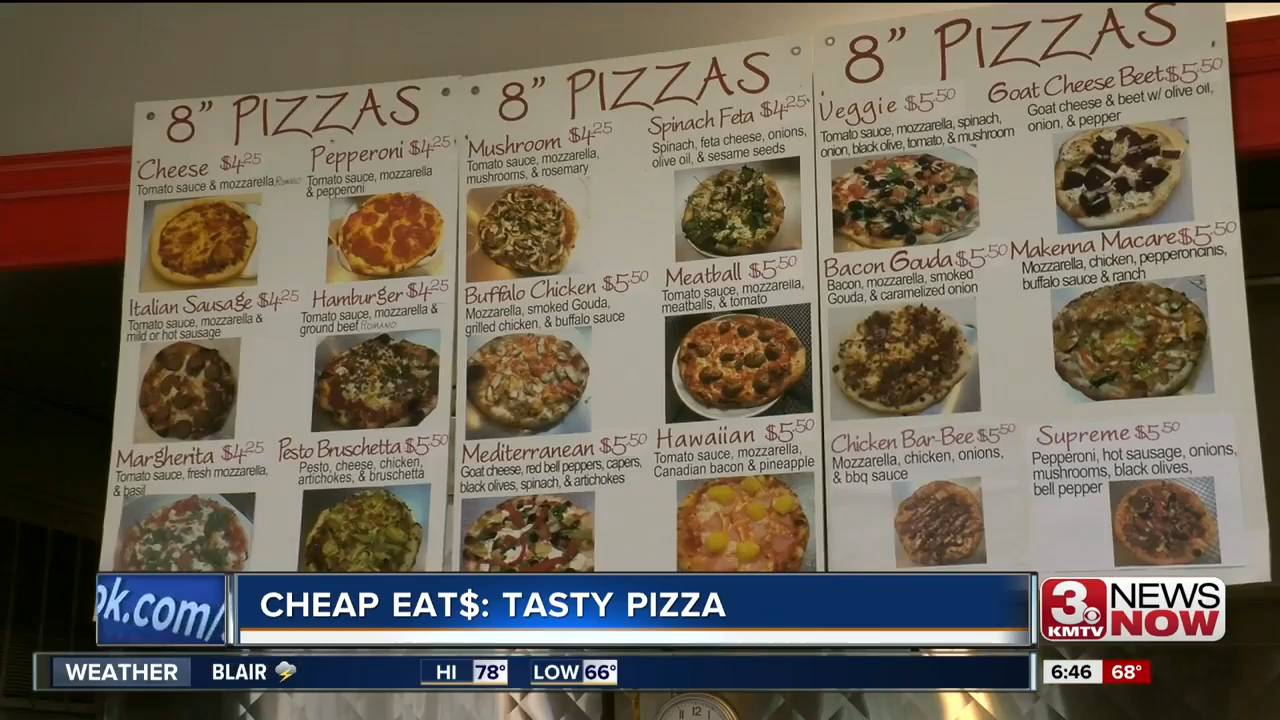 8” PIZZAS
Cheese $4.25
Tomato sauce & mozzarella Romano
Pepperoni $4.25
Tomato sauce, mozzarella
& pepperoni
Italian Sausage $4.25
Tomato sauce, mozzarella &
mild or hot sausage
Hamburger $4.25
Tomato sauce, mozzarella &
ground beef Romano
Margherita $4.25
Tomato sauce, fresh mozzarella,
& basil
Pesto Bruschetta $5.50
Pesto, cheese, chicken,
artichokes, & bruschetta
8” PIZZAS
Mushroom $4.25
Tomato sauce, mozzarella,
mushrooms, & rosemary
Spinach Feta $4.25
Spinach, feta cheese, onions,
olive oil, & sesame seeds
Buffalo Chicken $5.50
Mozzarella, smoked Gouda,
grilled chicken, & buffalo sauce
Meatball $5.50
Tomato sauce, mozzarella,
meatballs, & tomato
Mediterranean $5.50
Goat cheese, red bell peppers, capers,
black olives, spinach, & artichokes
Hawaiian $5.50
Tomato sauce, mozzarella,
Canadian bacon & pineapple
8” PIZZAS
Veggie $5.50
Tomato sauce, mozzarella, spinach,
onion, black olive, tomato, & mushroom
Goat Cheese Beet $5.50
Goat cheese & beet w/ olive oil,
onion, & pepper
Bacon Gouda $5.50
Bacon, mozzarella, smoked
Gouda, & caramelized onion
Makenna Macare $5.50
Mozzarella, chicken, pepperoncinis,
buffalo sauce & ranch
Chicken Bar-Bee $5.50
Mozzarella, chicken, onions,
& bbq sauce
Supreme $5.50
Pepperoni, hot sausage, onions,
mushrooms, black olives,
bell pepper
ok.com/
CHEAP EAT$: TASTY PIZZA
3 KMTV NEWS NOW
WEATHER BLAIR HI 78° LOW 66° 6:46 68°
12